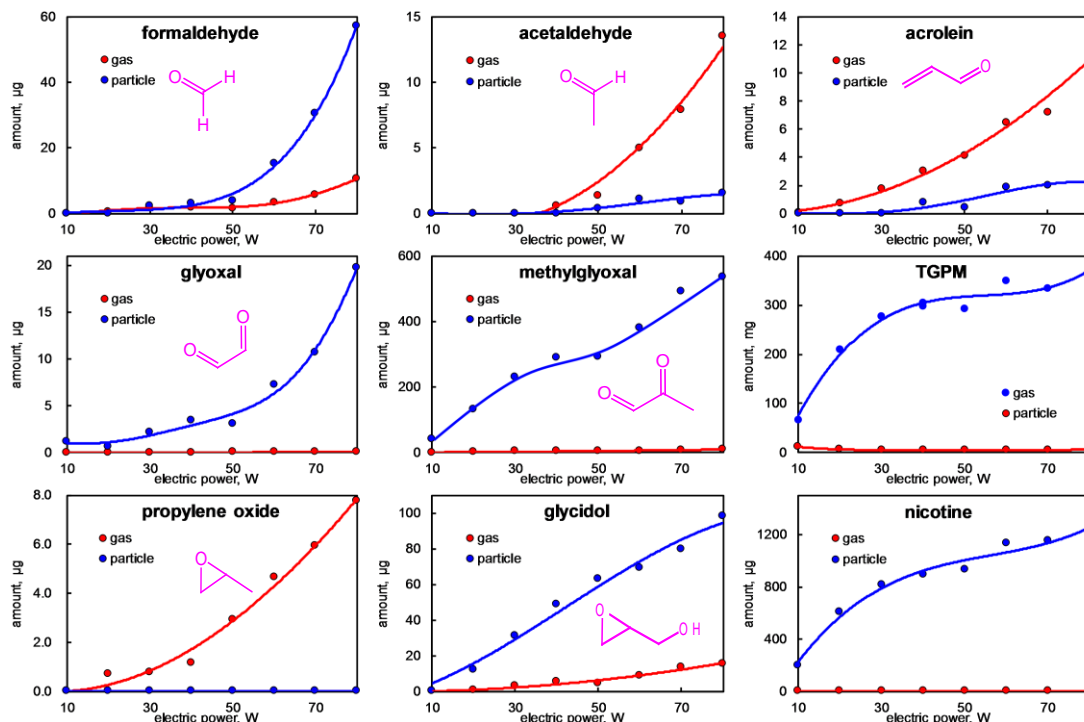 formaldehyde
gas
particle
O
H
H
amount, µg
60
40
20
0
10
30
50
70
electric power, W
acetaldehyde
gas
particle
O
H
amount, µg
15
10
5
0
10
30
50
70
electric power, W
acrolein
gas
particle
O
amount, µg
14
12
10
8
6
4
2
0
10
30
50
70
electric power, W
glyoxal
gas
particle
O
O
amount, µg
20
15
10
5
0
10
30
50
70
electric power, W
methylglyoxal
gas
particle
O
O
amount, µg
600
400
200
0
10
30
50
70
electric power, W
TGPM
gas
particle
amount, mg
400
300
200
100
0
10
30
50
70
electric power, W
propylene oxide
gas
particle
O
amount, µg
8.0
6.0
4.0
2.0
0.0
10
30
50
70
electric power, W
glycidol
gas
particle
O
OH
amount, µg
100
80
60
40
20
0
10
30
50
70
electric power, W
nicotine
gas
particle
amount, µg
1200
800
400
0
10
30
50
70
electric power, W